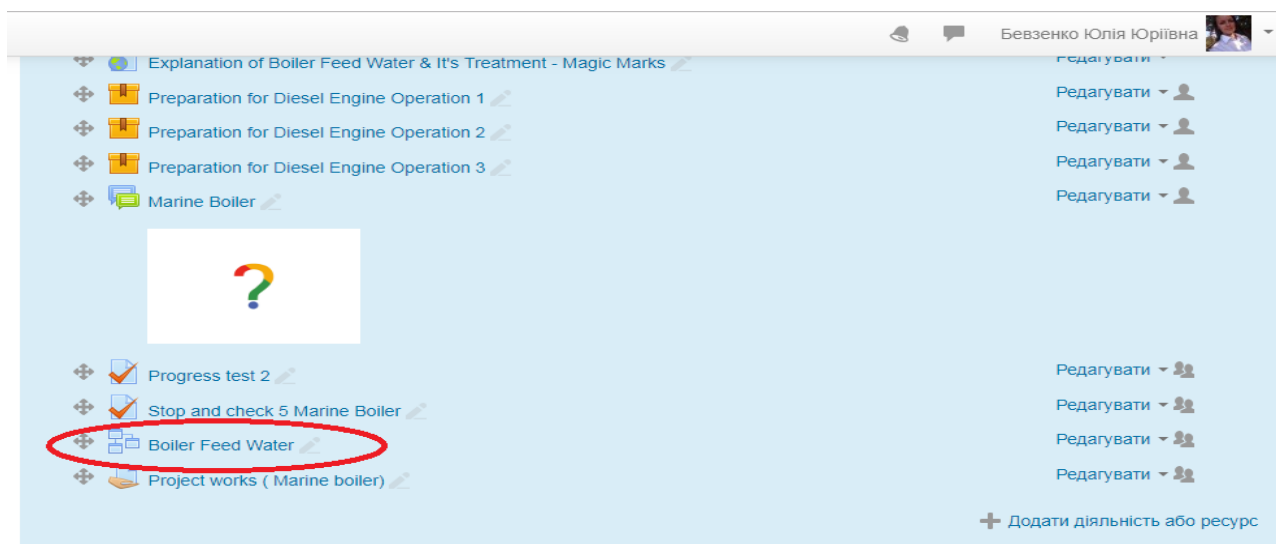 Бевзенко Юлія Юріївна
Explanation of Boiler Feed Water & It's Treatment - Magic Marks Редагувати
Preparation for Diesel Engine Operation 1 Редагувати
Preparation for Diesel Engine Operation 2 Редагувати
Preparation for Diesel Engine Operation 3 Редагувати
Marine Boiler Редагувати
?
Progress test 2 Редагувати
Stop and check 5 Marine Boiler Редагувати
Boiler Feed Water Редагувати
Project works ( Marine boiler) Редагувати
Додати діяльність або ресурс